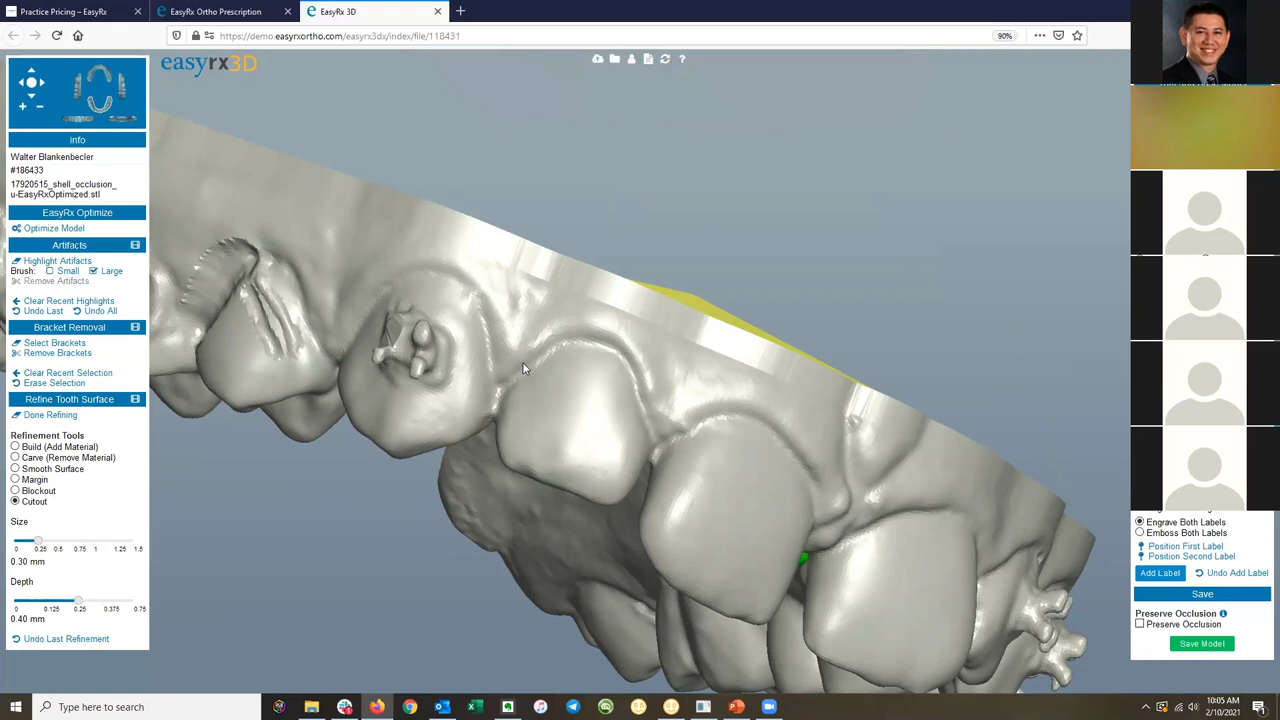 Practice Pricing – EasyRx
EasyRx Ortho Prescription
EasyRx 3D
https://demo.easyrxortho.com/easyrx3dx/index/file/118431
90%
easyrx3D
Info
Walter Blankenbecler
#186433
17920515_shell_occlusion_
u-EasyRxOptimized.stl
EasyRx Optimize
Optimize Model
Artifacts
Highlight Artifacts
Brush: Small Large
Remove Artifacts
Clear Recent Highlights
Undo Last Undo All
Bracket Removal
Select Brackets
Remove Brackets
Clear Recent Selection
Erase Selection
Refine Tooth Surface
Done Refining
Refinement Tools
Build (Add Material)
Carve (Remove Material)
Smooth Surface
Margin
Blockout
Cutout
Size
0 0.25 0.5 0.75 1 1.25 1.5
0.30 mm
Depth
0 0.125 0.25 0.375 0.75
0.40 mm
Undo Last Refinement
Engrave Both Labels
Emboss Both Labels
Position First Label
Position Second Label
Add Label Undo Add Label
Save
Preserve Occlusion
Preserve Occlusion
Save Model
Type here to search
10:05 AM
2/10/2021